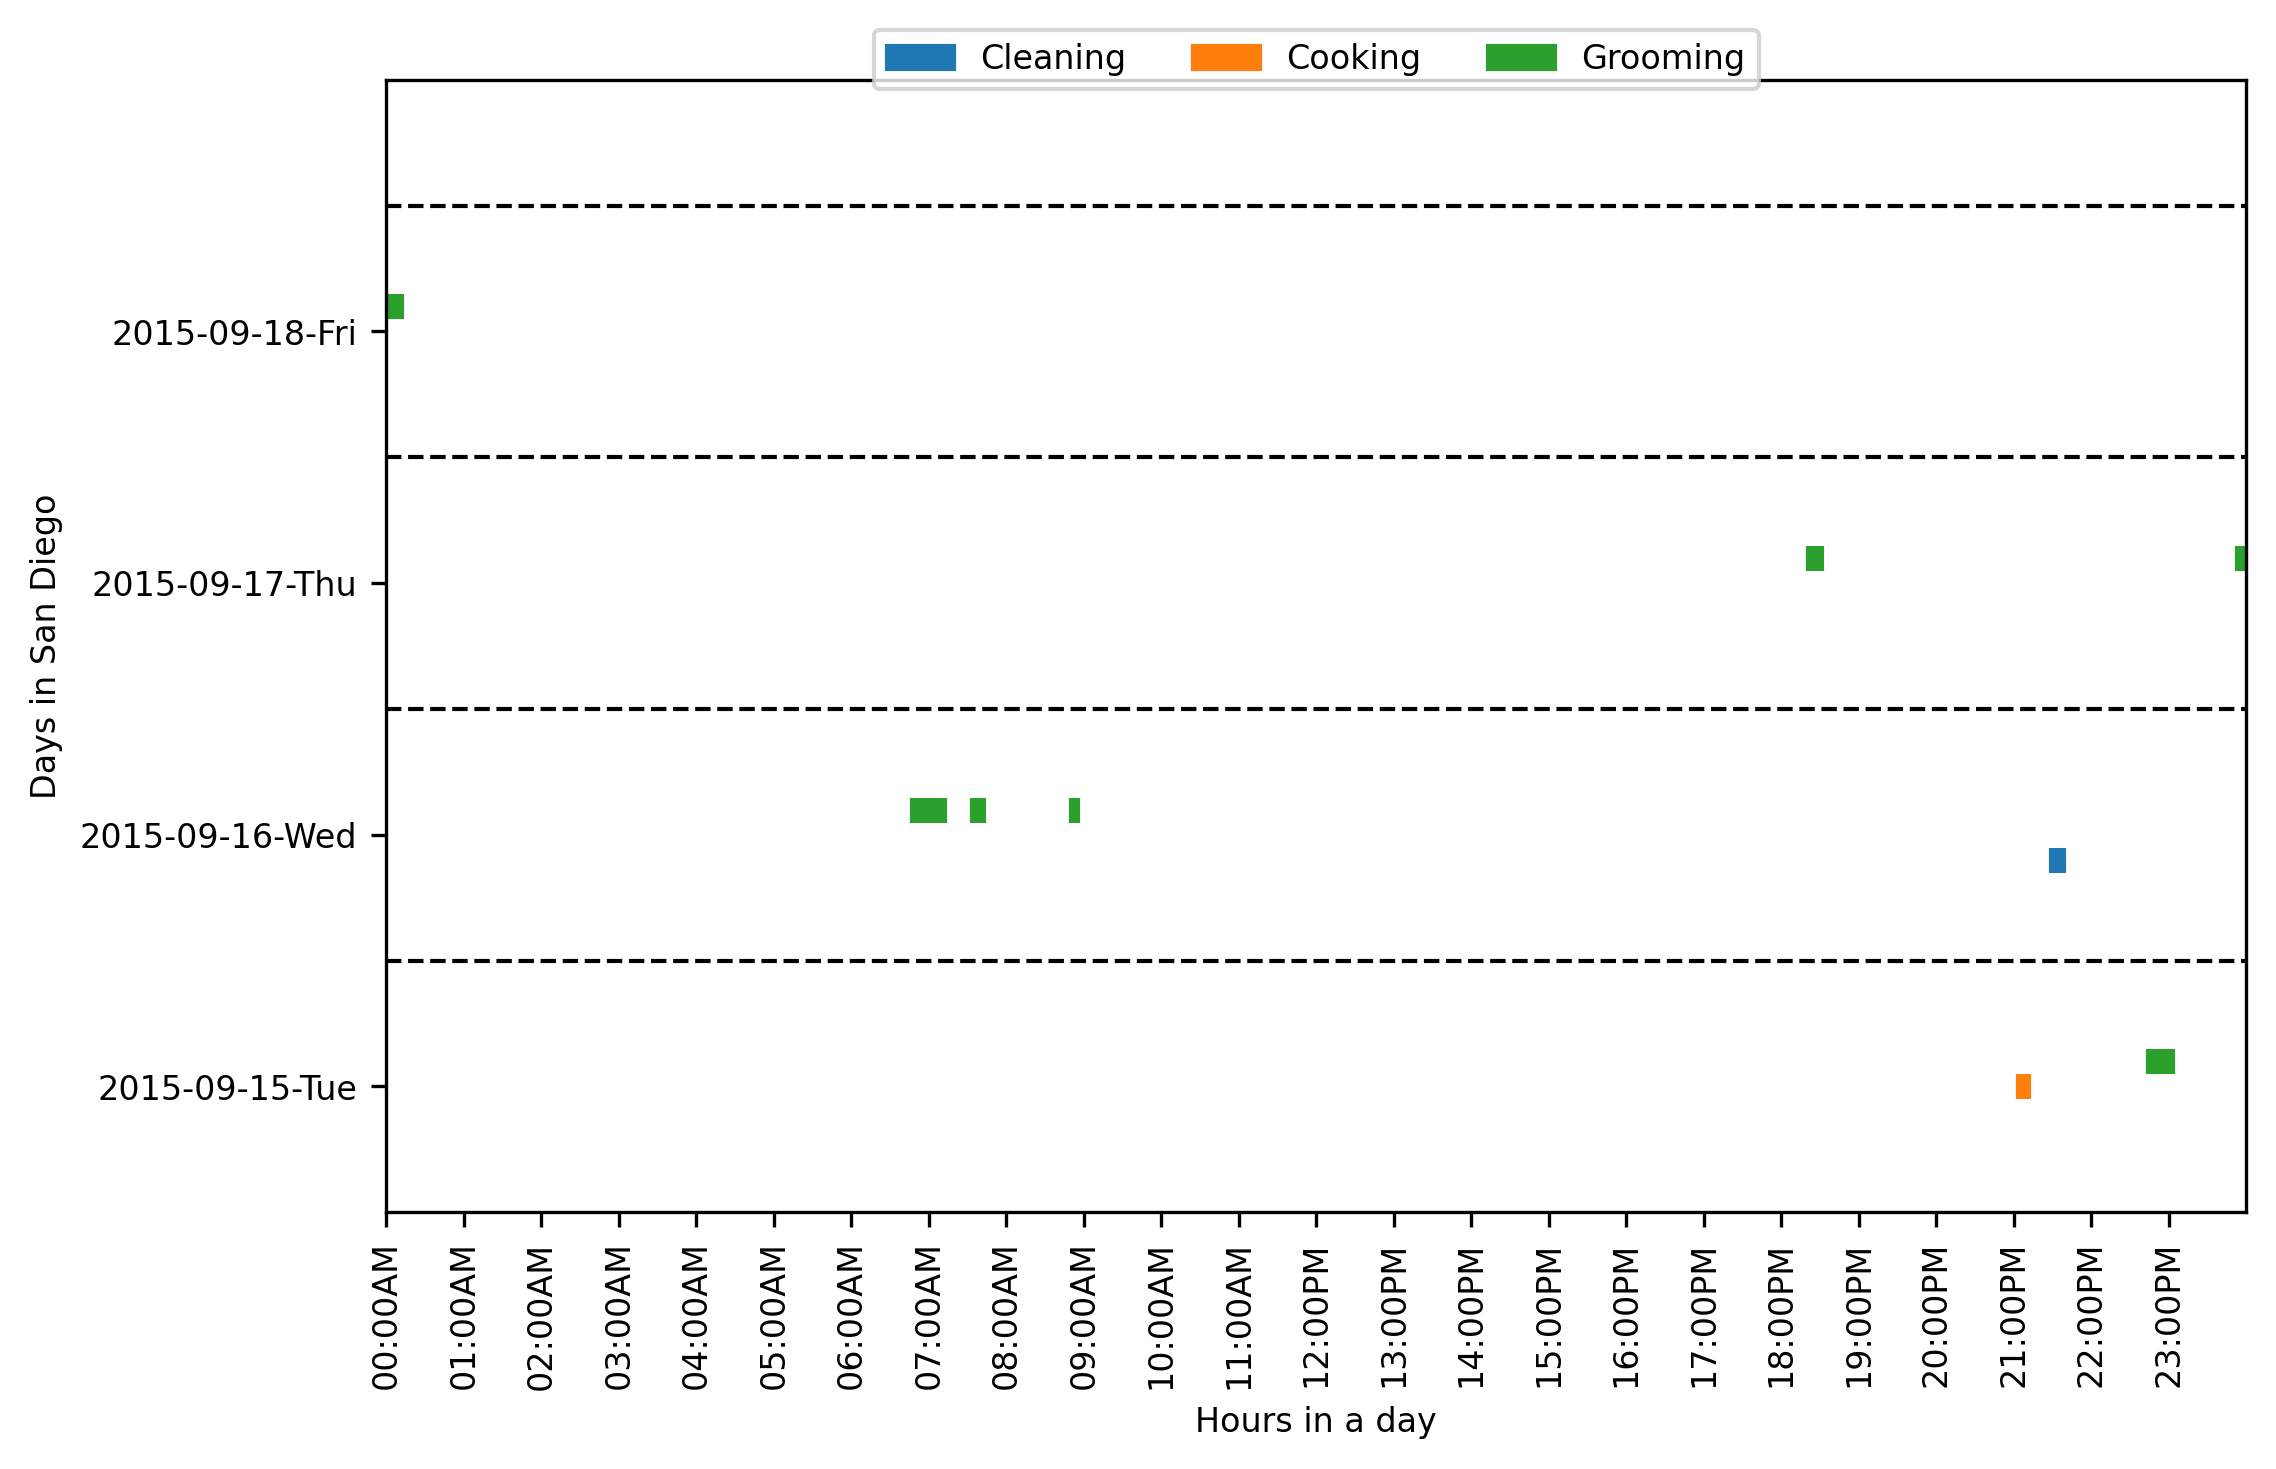 Cleaning Cooking Grooming
2015-09-18-Fri
2015-09-17-Thu
2015-09-16-Wed
2015-09-15-Tue
Days in San Diego
00:00AM 01:00AM 02:00AM 03:00AM 04:00AM 05:00AM 06:00AM 07:00AM 08:00AM 09:00AM 10:00AM 11:00AM 12:00PM 13:00PM 14:00PM 15:00PM 16:00PM 17:00PM 18:00PM 19:00PM 20:00PM 21:00PM 22:00PM 23:00PM
Hours in a day